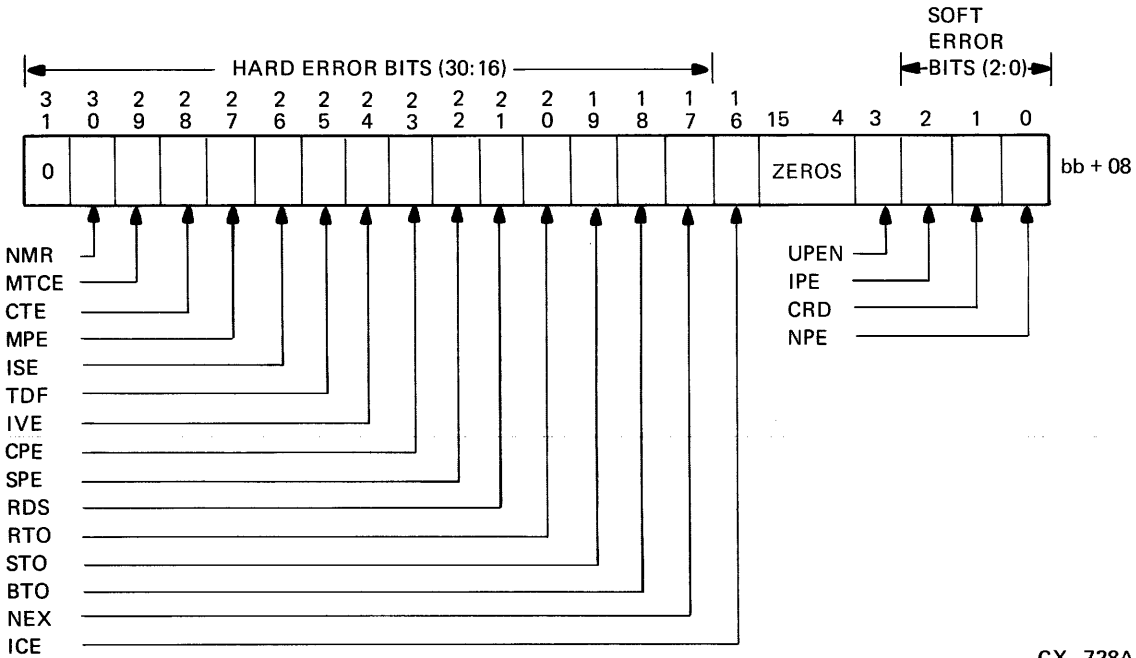 SOFT
ERROR
HARD ERROR BITS (30:16) BITS (2:0)
3 3 2 2 2 2 2 2 2 2 2 2 1 1 1 1
1 0 9 8 7 6 5 4 3 2 1 0 9 8 7 6 15 4 3 2 1 0
0 ZEROS bb + 08
NMR UPEN
MTCE IPE
CTE CRD
MPE NPE
ISE
TDF
IVE
CPE
SPE
RDS
RTO
STO
BTO
NEX
ICE
CX-728A